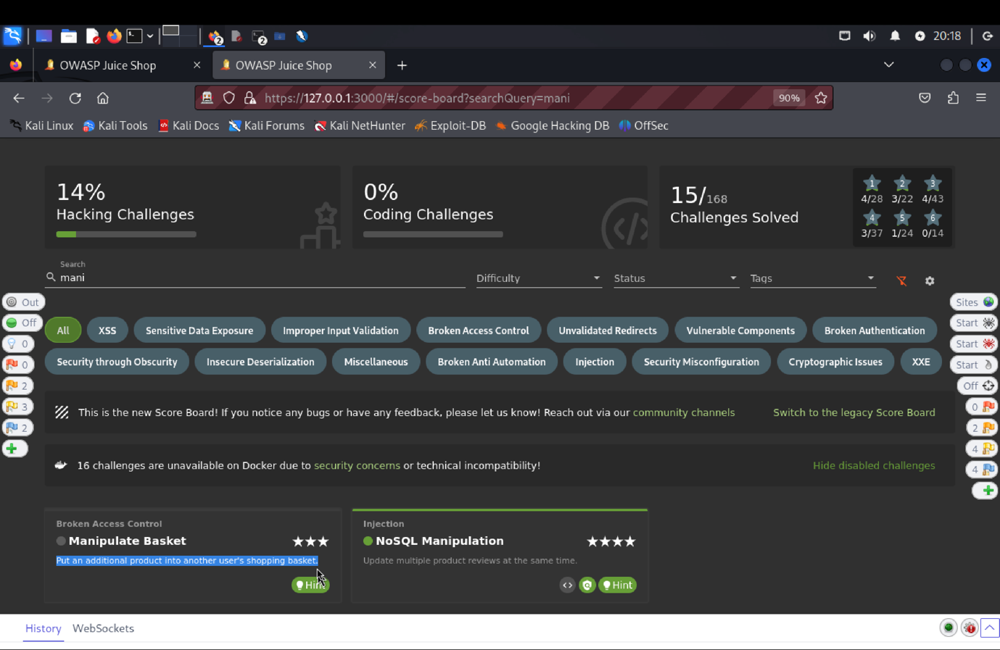 2
2
20:18
OWASP Juice Shop
OWASP Juice Shop
https://127.0.0.1:3000/#/score-board?searchQuery=mani
90%
Kali Linux Kali Tools Kali Docs Kali Forums Kali NetHunter Exploit-DB Google Hacking DB OffSec
14%
Hacking Challenges
0%
Coding Challenges
15/168
Challenges Solved
1 2 3
4/28 3/22 4/43
4 5 6
3/37 1/24 0/14
Search
mani
Difficulty
Status
Tags
Out
Off
0
0
2
3
2
Sites
Start
Start
Start
Off
0
2
4
4
All XSS Sensitive Data Exposure Improper Input Validation Broken Access Control Unvalidated Redirects Vulnerable Components Broken Authentication
Security through Obscurity Insecure Deserialization Miscellaneous Broken Anti Automation Injection Security Misconfiguration Cryptographic Issues XXE
This is the new Score Board! If you notice any bugs or have any feedback, please let us know! Reach out via our community channels
Switch to the legacy Score Board
16 challenges are unavailable on Docker due to security concerns or technical incompatibility!
Hide disabled challenges
Broken Access Control
Manipulate Basket
Put an additional product into another user's shopping basket.
Hint
Injection
NoSQL Manipulation
Update multiple product reviews at the same time.
<> Hint
History WebSockets